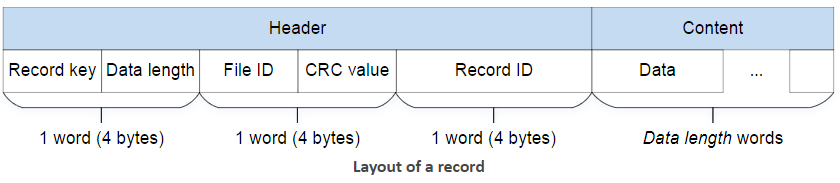 Header Content
Record key Data length File ID CRC value Record ID Data ...
1 word (4 bytes) 1 word (4 bytes) 1 word (4 bytes) Data length words
Layout of a record